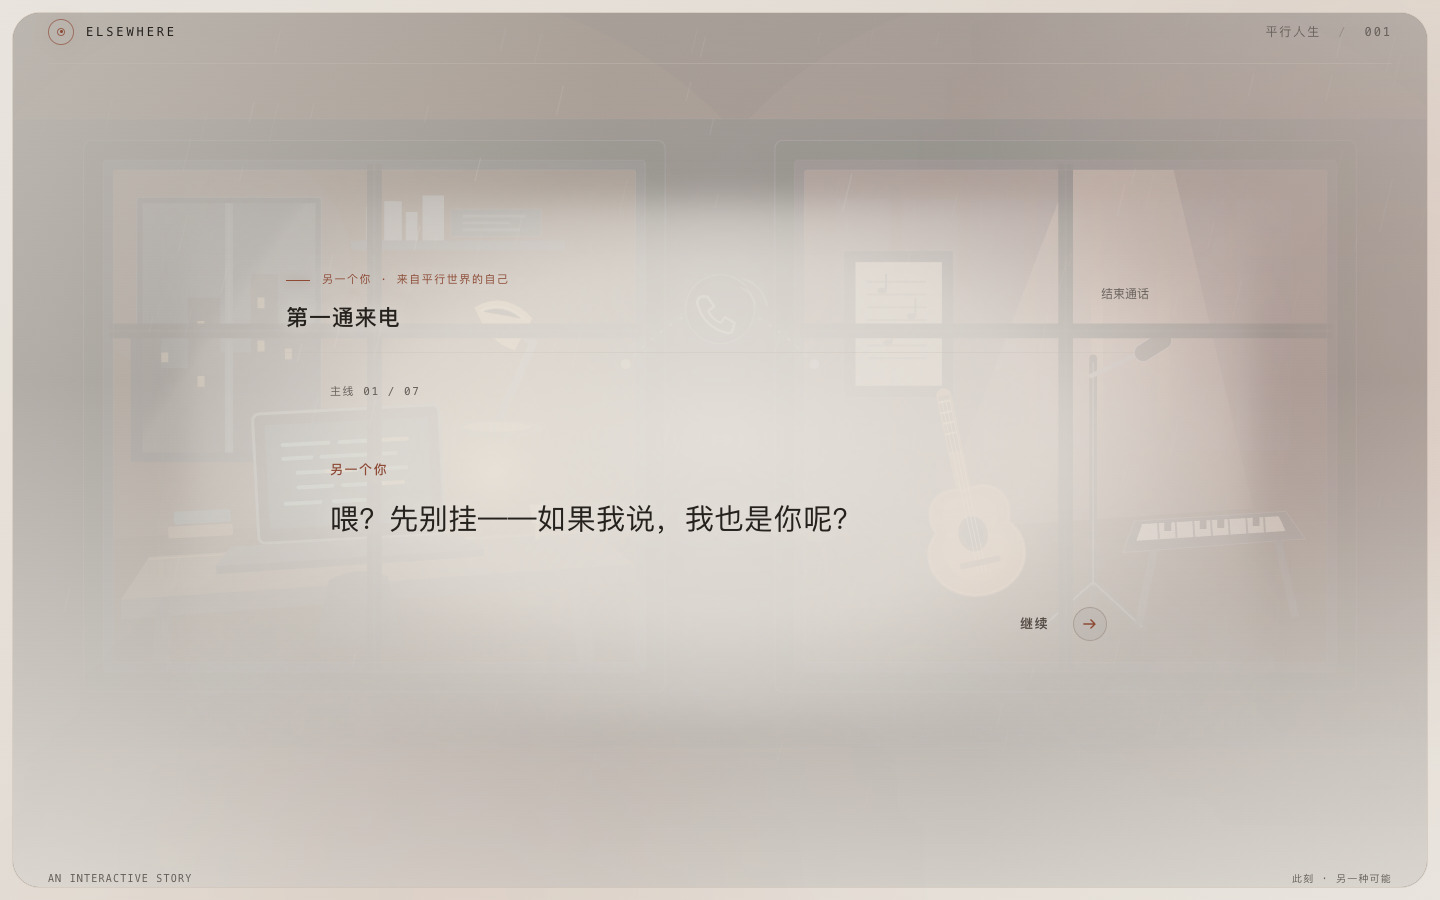 ELSEWHERE
平行人生 / 001
另一个你 · 来自平行世界的自己
第一通来电
结束通话
主线 01 / 07
另一个你
喂？先别挂——如果我说，我也是你呢？
继续
AN INTERACTIVE STORY
此刻 · 另一种可能